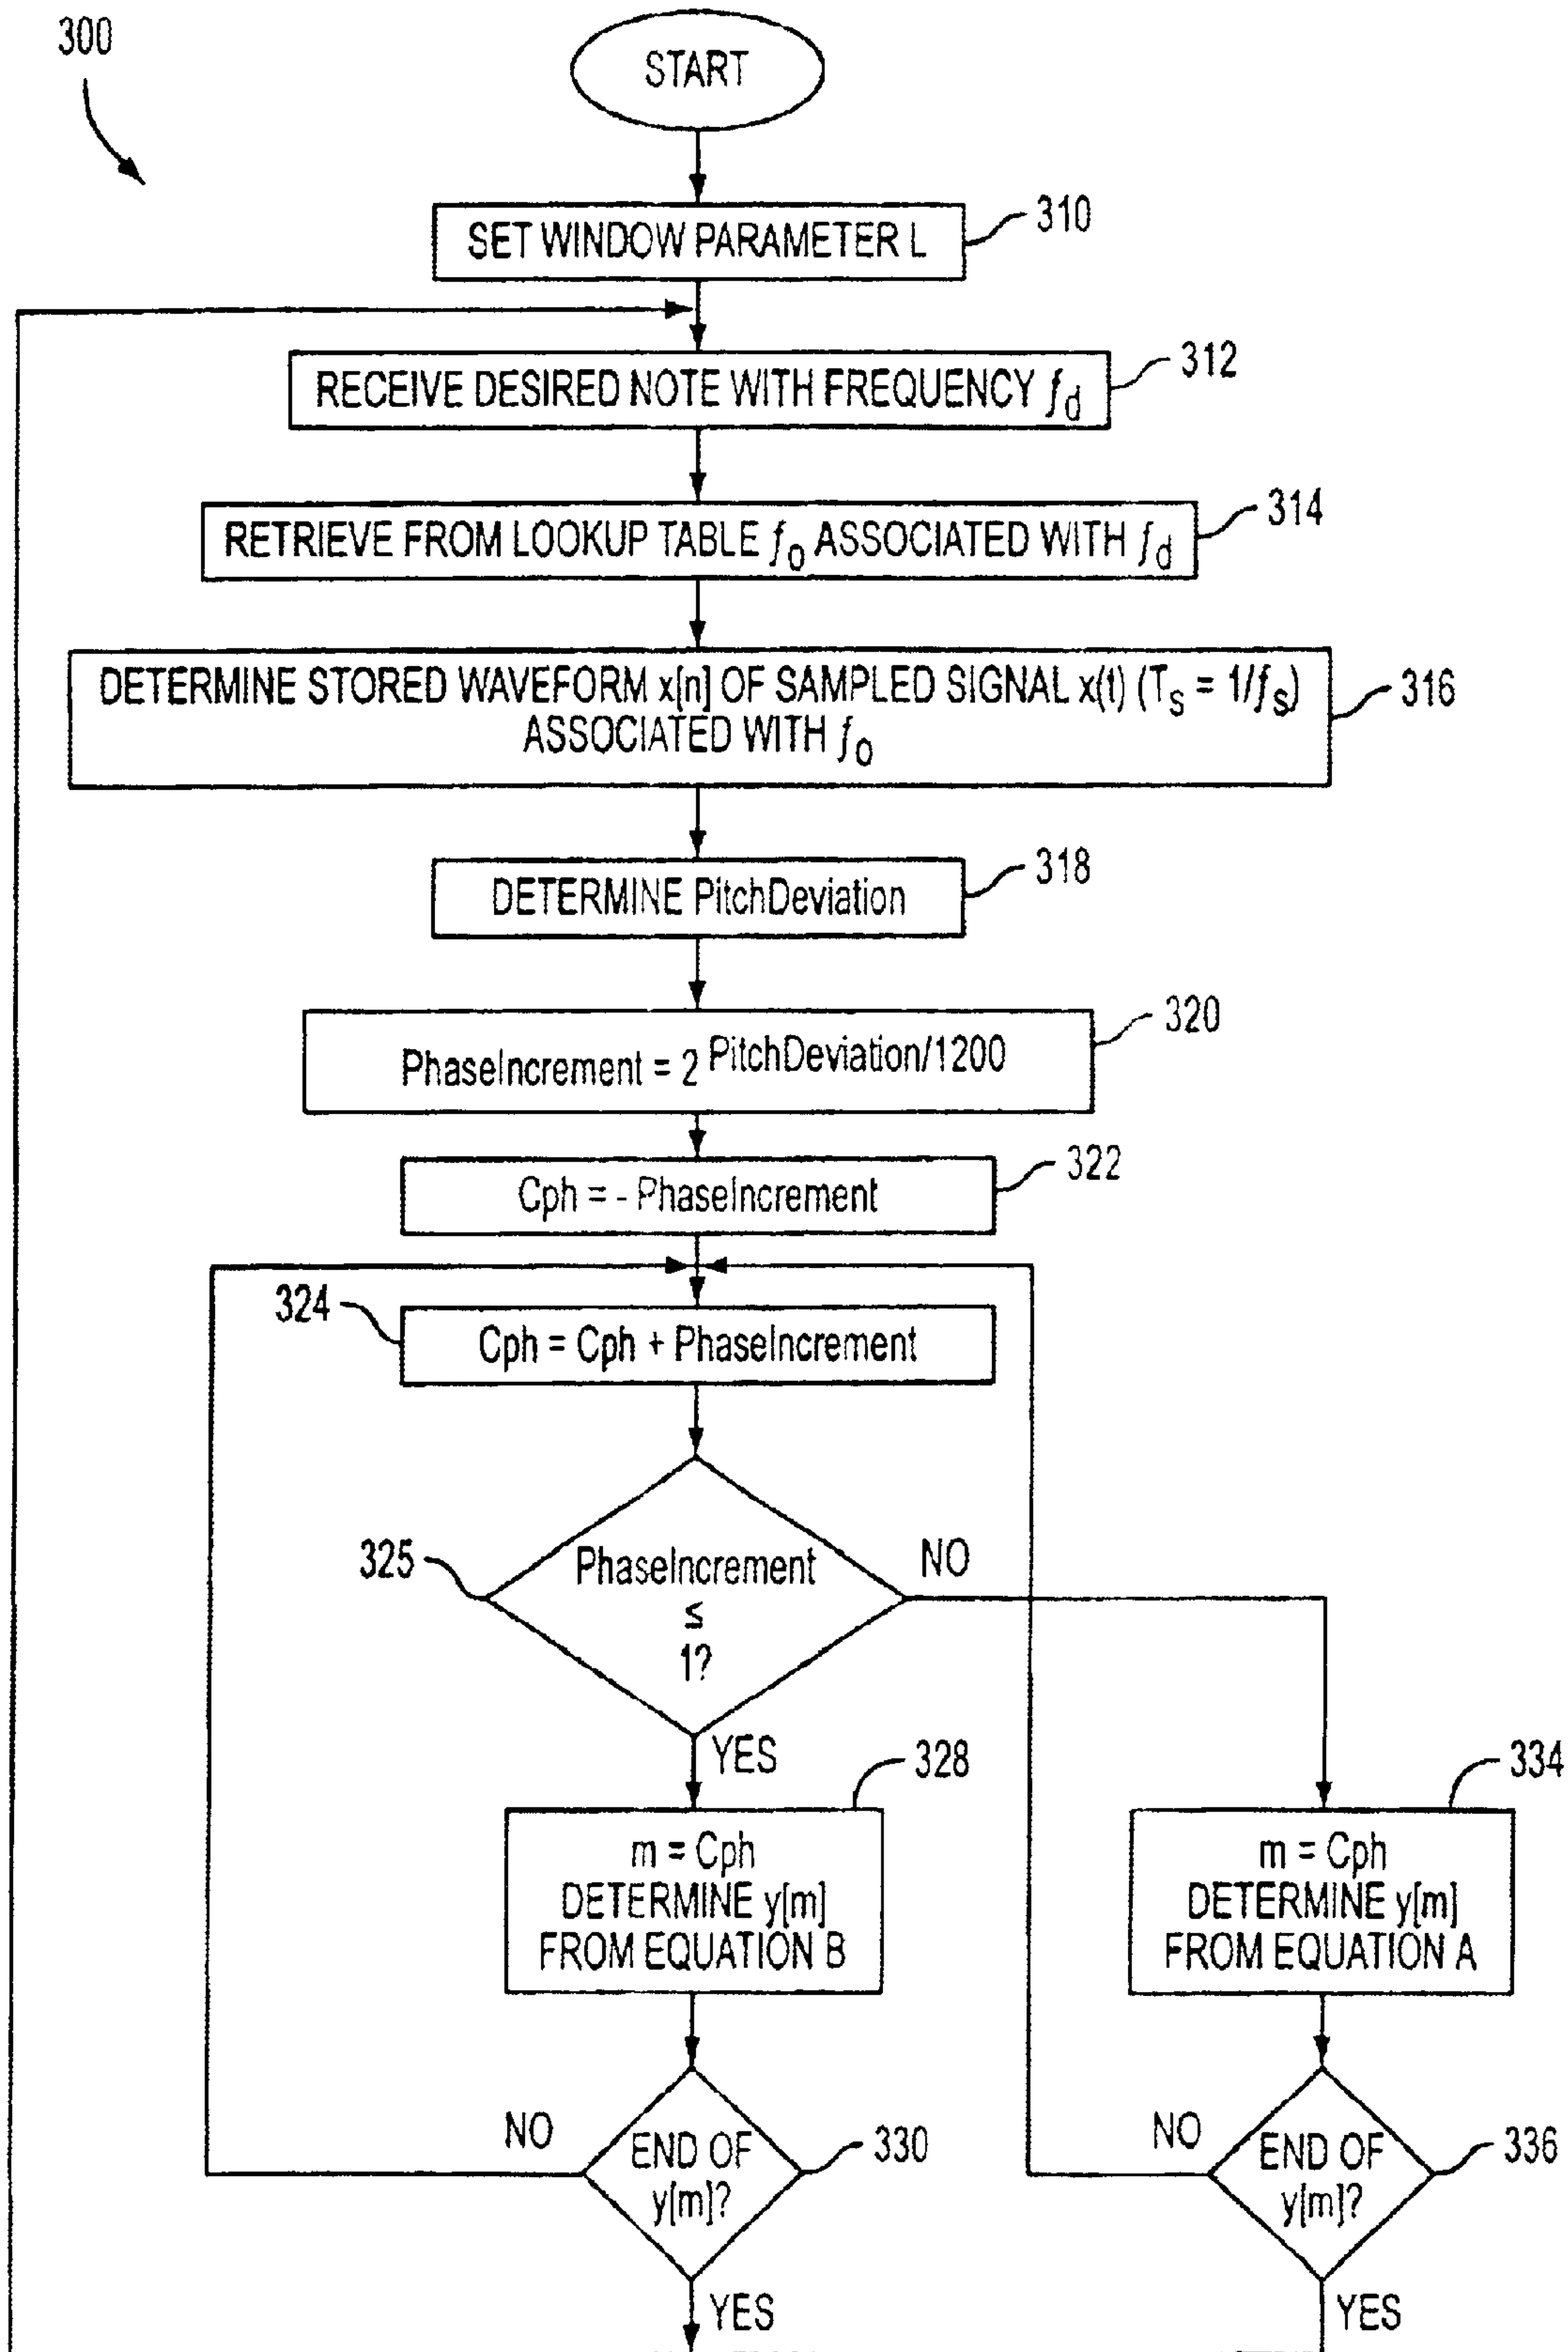 300
START
SET WINDOW PARAMETER L
310
RECEIVE DESIRED NOTE WITH FREQUENCY fd
312
RETRIEVE FROM LOOKUP TABLE fo ASSOCIATED WITH fd
314
DETERMINE STORED WAVEFORM x[n] OF SAMPLED SIGNAL x(t) (Ts = 1/fs)
ASSOCIATED WITH fo
316
DETERMINE PitchDeviation
318
PhaseIncrement = 2 PitchDeviation/1200
320
Cph = - PhaseIncrement
322
324
Cph = Cph + PhaseIncrement
325
PhaseIncrement
≤
1?
NO
YES
328
m = Cph
DETERMINE y[m]
FROM EQUATION B
334
m = Cph
DETERMINE y[m]
FROM EQUATION A
NO
END OF
y[m]?
330
YES
NO
END OF
y[m]?
336
YES